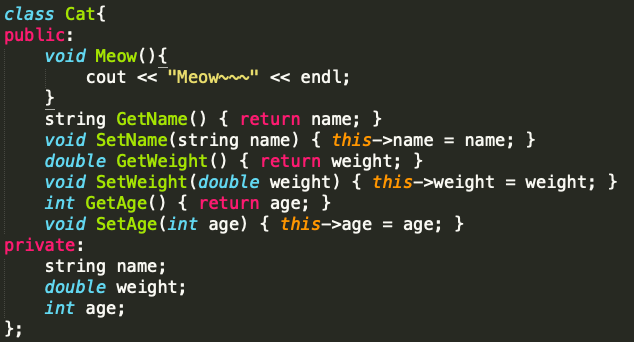 class Cat{
public:
    void Meow(){
        cout << "Meow~~~" << endl;
    }
    string GetName() { return name; }
    void SetName(string name) { this->name = name; }
    double GetWeight() { return weight; }
    void SetWeight(double weight) { this->weight = weight; }
    int GetAge() { return age; }
    void SetAge(int age) { this->age = age; }
private:
    string name;
    double weight;
    int age;
};